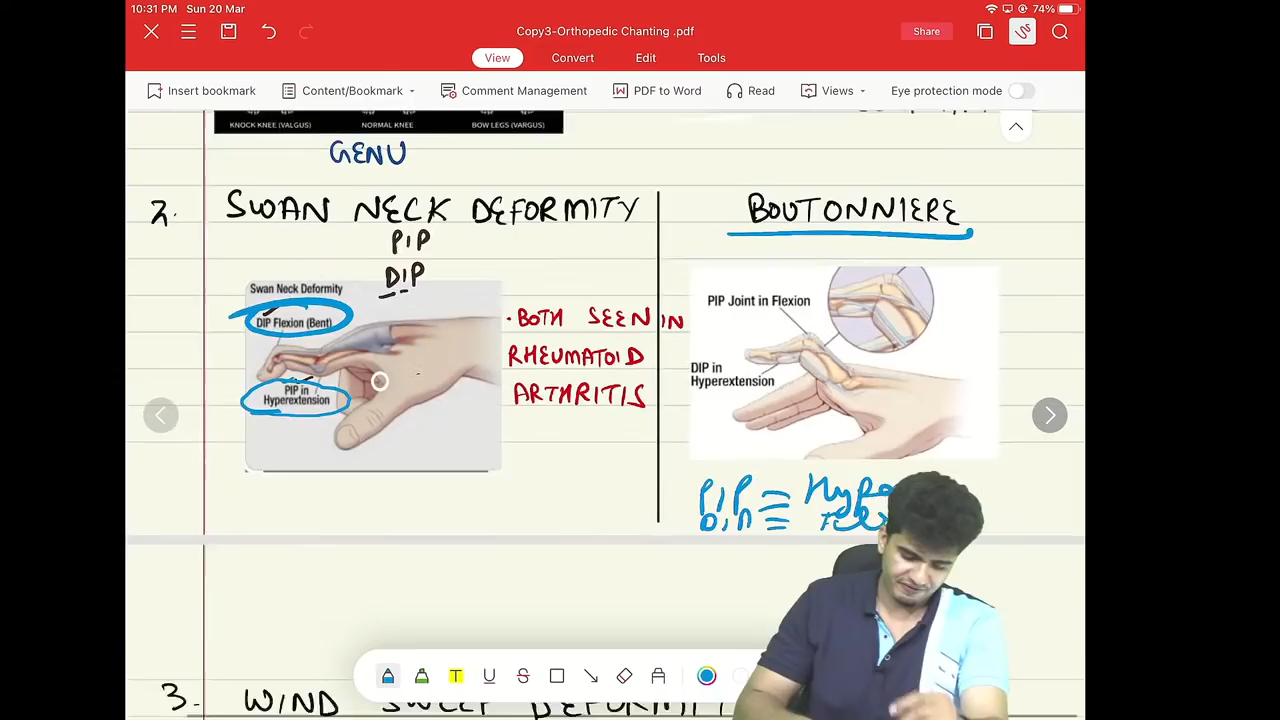 10:31 PM Sun 20 Mar
74%
Copy3-Orthopedic Chanting .pdf
Share
View
Convert
Edit
Tools
Insert bookmark
Content/Bookmark
Comment Management
PDF to Word
Read
Views
Eye protection mode
KNOCK KNEE (VALGUS)
NORMAL KNEE
BOW LEGS (VARGUS)
GENU
2.
SWAN NECK DEFORMITY
PIP
DIP
Swan Neck Deformity
DIP Flexion (Bent)
PIP in
Hyperextension
• BOTH SEEN IN
RHEUMATOID
ARTHRITIS
BOUTONNIERE
PIP Joint in Flexion
DIP in
Hyperextension
PIP
3. WIND SWEEP
T